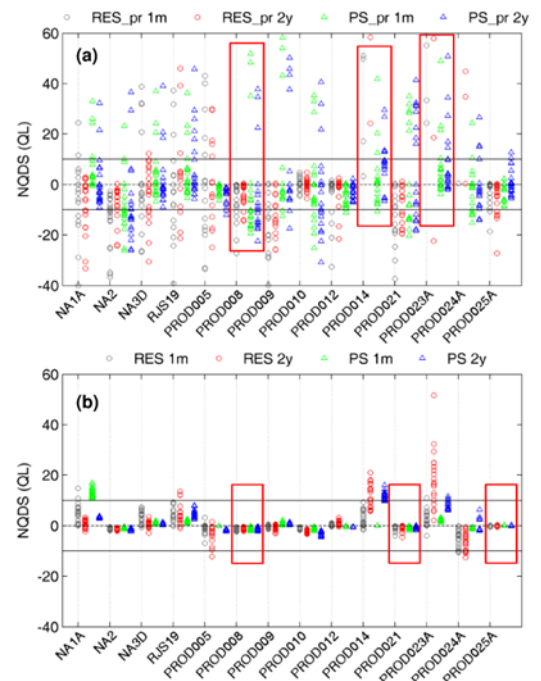 RES_pr 1m RES_pr 2y PS_pr 1m PS_pr 2y
(a)
NQDS (QL)
60
40
20
0
-20
-40
NA1A NA2 NA3D RJS19 PROD005 PROD008 PROD009 PROD010 PROD012 PROD014 PROD021 PROD023A PROD024A PROD025A
RES 1m RES 2y PS 1m PS 2y
(b)
NQDS (QL)
60
40
20
0
-20
-40
NA1A NA2 NA3D RJS19 PROD005 PROD008 PROD009 PROD010 PROD012 PROD014 PROD021 PROD023A PROD024A PROD025A